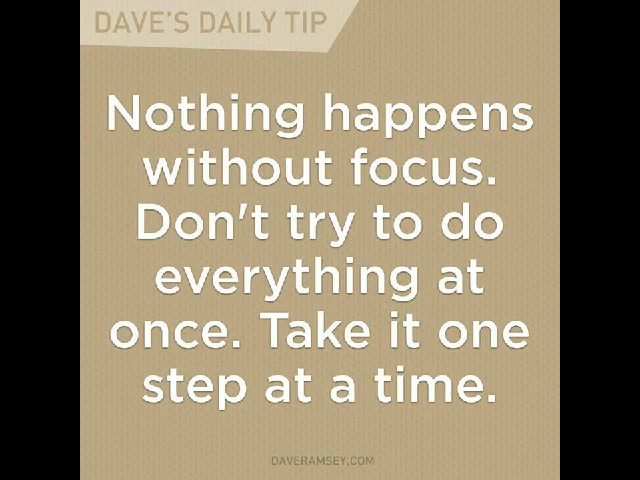 DAVE'S DAILY TIP
Nothing happens
without focus.
Don't try to do
everything at
once. Take it one
step at a time.
DAVERAMSEY.COM